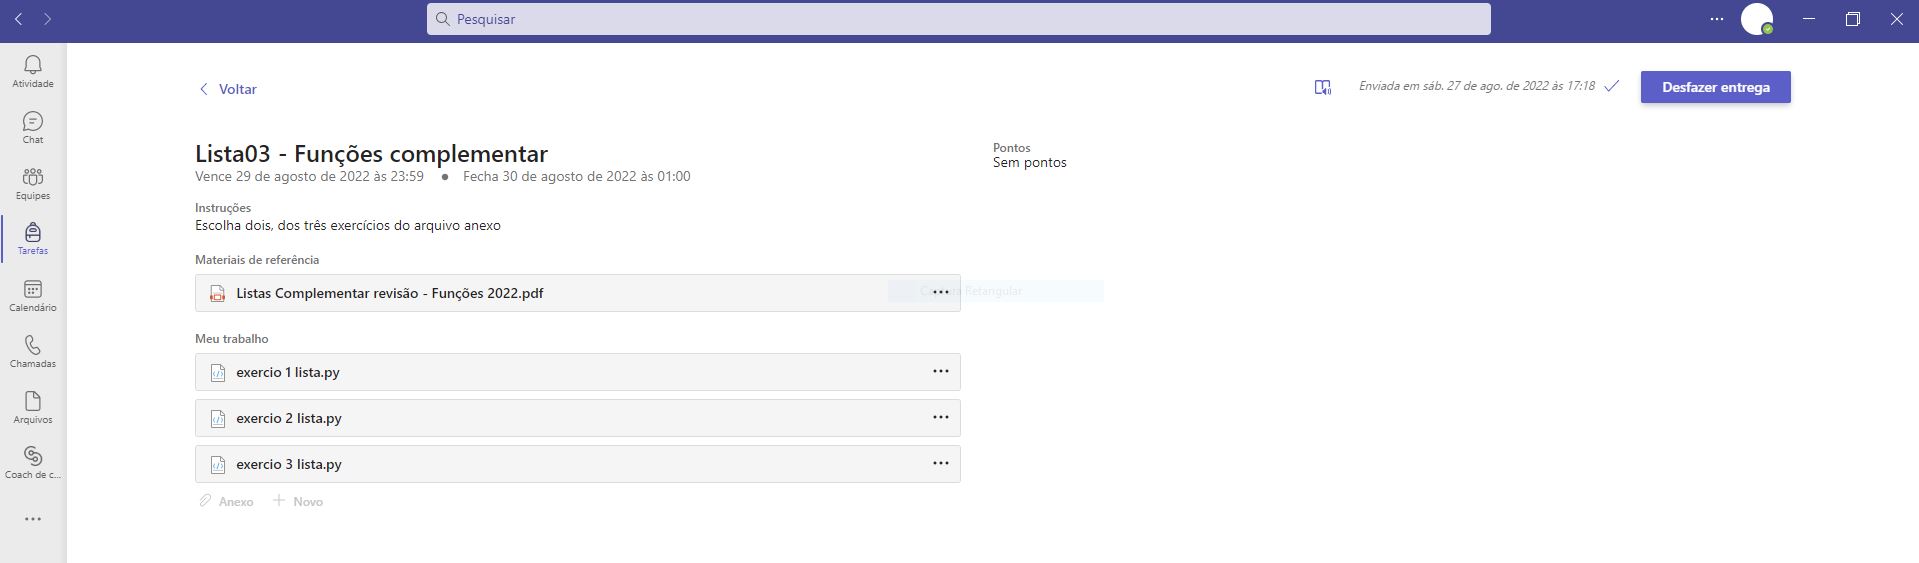 Pesquisar
Atividade
Chat
Equipes
Tarefas
Calendário
Chamadas
Arquivos
Coach de c...
Voltar
Enviada em sáb. 27 de ago. de 2022 às 17:18
Desfazer entrega
Lista03 - Funções complementar
Vence 29 de agosto de 2022 às 23:59 • Fecha 30 de agosto de 2022 às 01:00
Pontos
Sem pontos
Instruções
Escolha dois, dos três exercícios do arquivo anexo
Materiais de referência
Listas Complementar revisão - Funções 2022.pdf
Captura Retangular
Meu trabalho
exercio 1 lista.py
exercio 2 lista.py
exercio 3 lista.py
Anexo
Novo